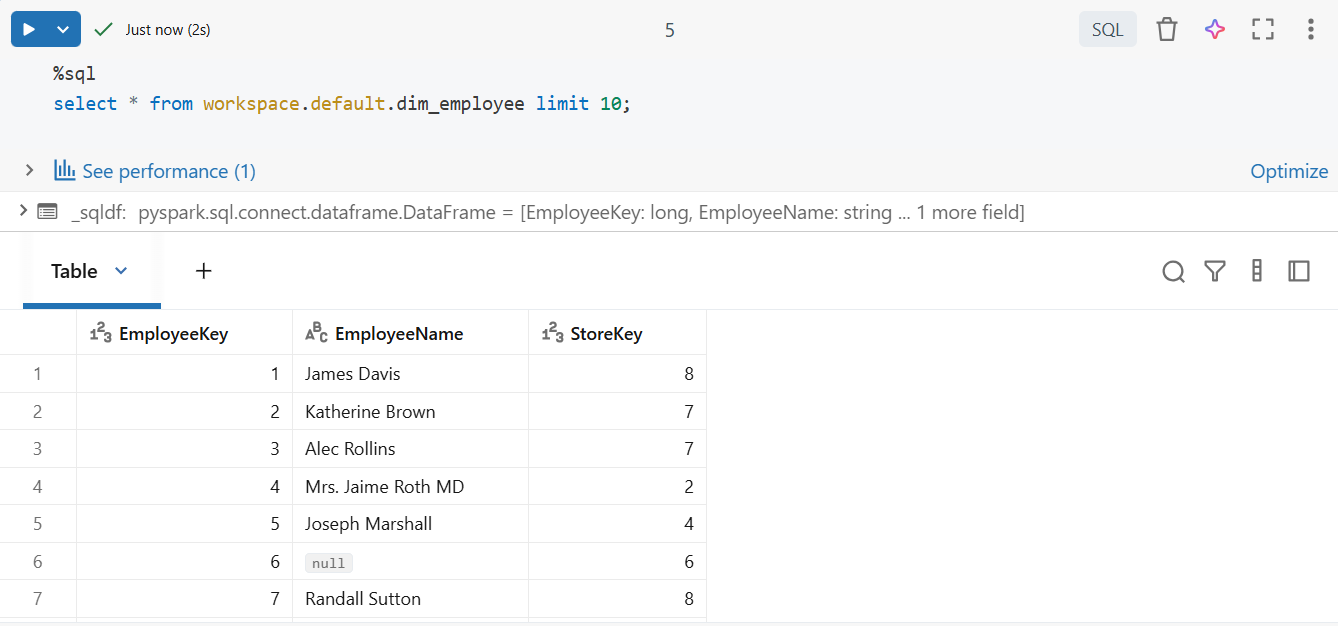 Just now (2s)
5
SQL
%sql
select * from workspace.default.dim_employee limit 10;
See performance (1)
Optimize
_sqldf: pyspark.sql.connect.dataframe.DataFrame = [EmployeeKey: long, EmployeeName: string ... 1 more field]
Table
+
123 EmployeeKey ABC EmployeeName 123 StoreKey
1 1 James Davis 8
2 2 Katherine Brown 7
3 3 Alec Rollins 7
4 4 Mrs. Jaime Roth MD 2
5 5 Joseph Marshall 4
6 6 null 6
7 7 Randall Sutton 8